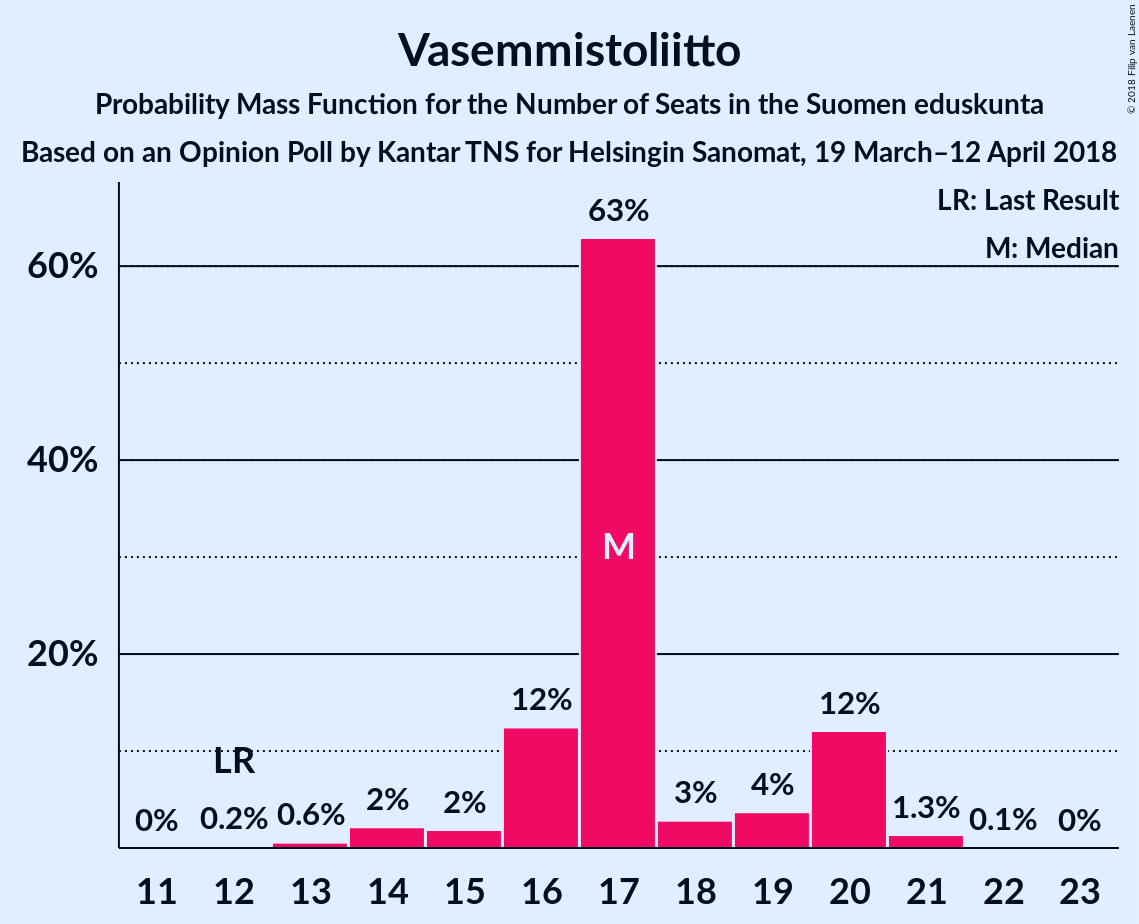 Vasemmistoliitto
Probability Mass Function for the Number of Seats in the Suomen eduskunta
Based on an Opinion Poll by Kantar TNS for Helsingin Sanomat, 19 March–12 April 2018
© 2018 Filip van Laenen
LR: Last Result
M: Median
63%
60%
40%
M
20%
12%
12%
LR
0%
0.2%
0.6%
2%
2%
3%
4%
1.3%
0.1%
0%
11 12 13 14 15 16 17 18 19 20 21 22 23